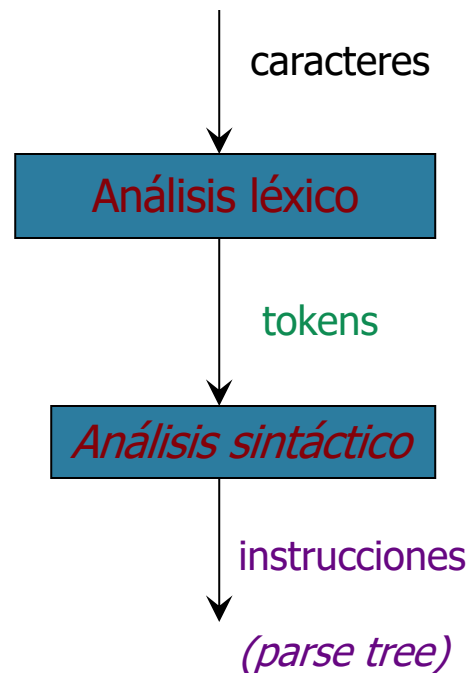 caracteres
Análisis léxico
tokens
Análisis sintáctico
instrucciones
(parse tree)